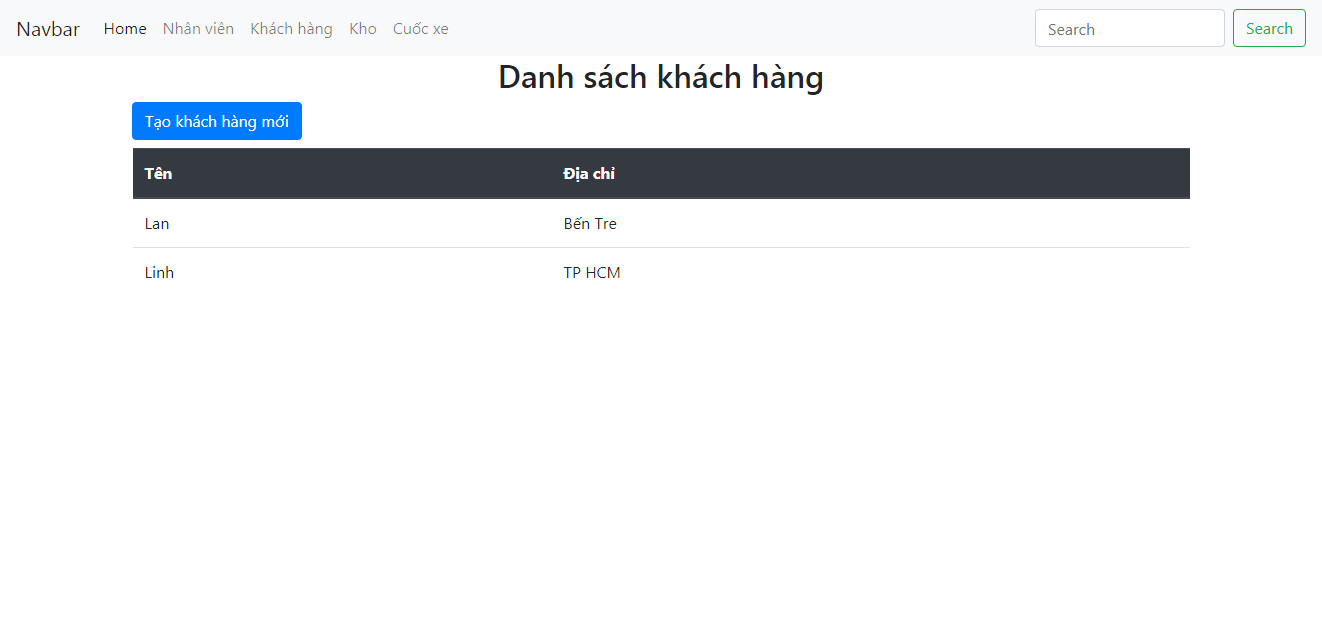 Navbar Home Nhân viên Khách hàng Kho Cuốc xe Search Search
Danh sách khách hàng
Tạo khách hàng mới
Tên Địa chỉ
Lan Bến Tre
Linh TP HCM